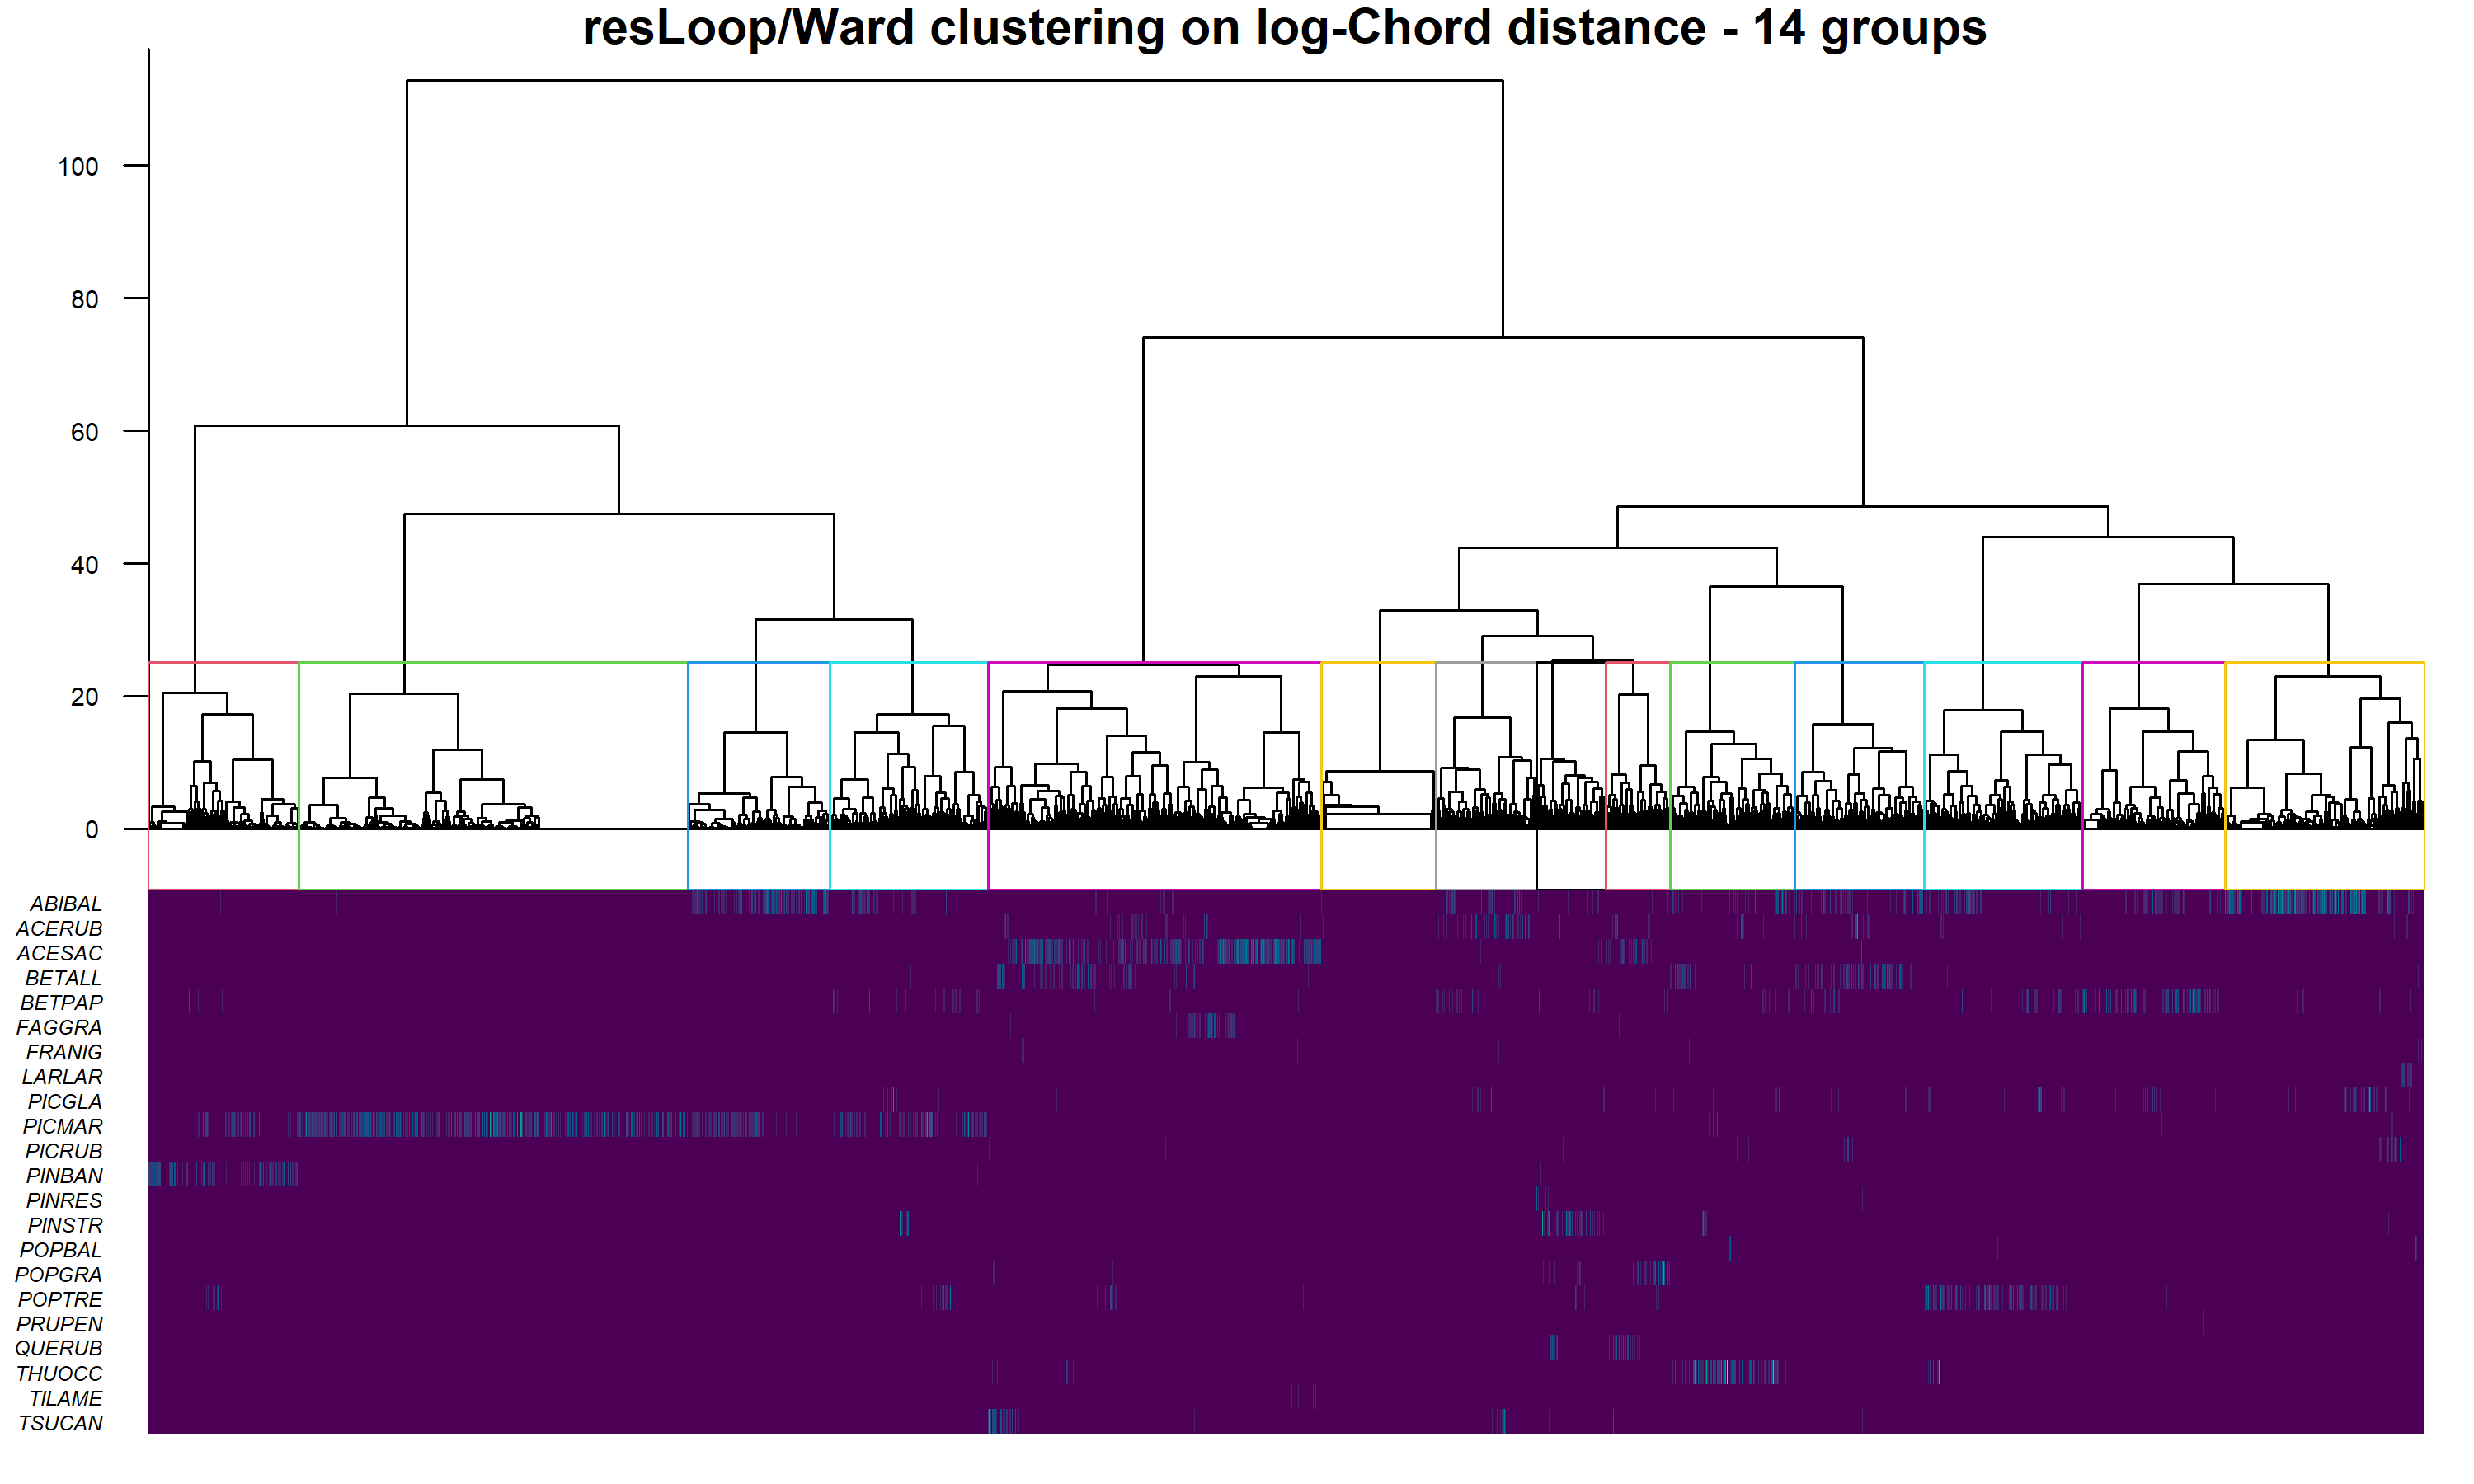 resLoop/Ward clustering on log-Chord distance - 14 groups
100
80
60
40
20
0
ABIBAL
ACERUB
ACESAC
BETALL
BETPAP
FAGGRA
FRANIG
LARLAR
PICGLA
PICMAR
PICRUB
PINBAN
PINRES
PINSTR
POPBAL
POPGRA
POPTRE
PRUPEN
QUERUB
THUOCC
TILAME
TSUCAN